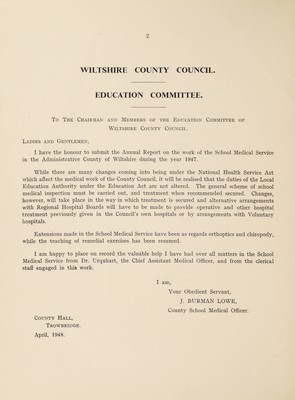 2
WILTSHIRE COUNTY COUNCIL.
EDUCATION COMMITTEE.
To The Chairman and Members of the Education Committee of
Wiltshire County Council.
Ladies and Gentlemen,
I have the honour to submit the Annual Report on the work of the School Medical Service
in the Administrative County of Wiltshire during the year 1947.
While there are many changes coming into being under the National Health Service Act
which affect the medical work of the County Council, it will be realised that the duties of the Local
Education Authority under the Education Act are not altered. The general scheme of school
medical inspection must be carried out, and treatment when recommended secured. Changes,
however, will take place in the way in which treatment is secured and alternative arrangements
with Regional Hospital Boards will have to be made to provide operative and other hospital
treatment previously given in the Council's own hospitals or by arrangements with Voluntary
hospitals.
Extensions made in the School Medical Service have been as regards orthoptics and chiropody,
while the teaching of remedial exercises has been resumed.
I am happy to place on record the valuable help I have had over all matters in the School
Medical Service from Dr. Urquhart, the Chief Assistant Medical Officer, and from the clerical
staff engaged in this work.
I am,
Your Obedient Servant,
J. BURMAN LOWE,
County School Medical Officer.
County Hall,
Trowbridge.
April, 1948.